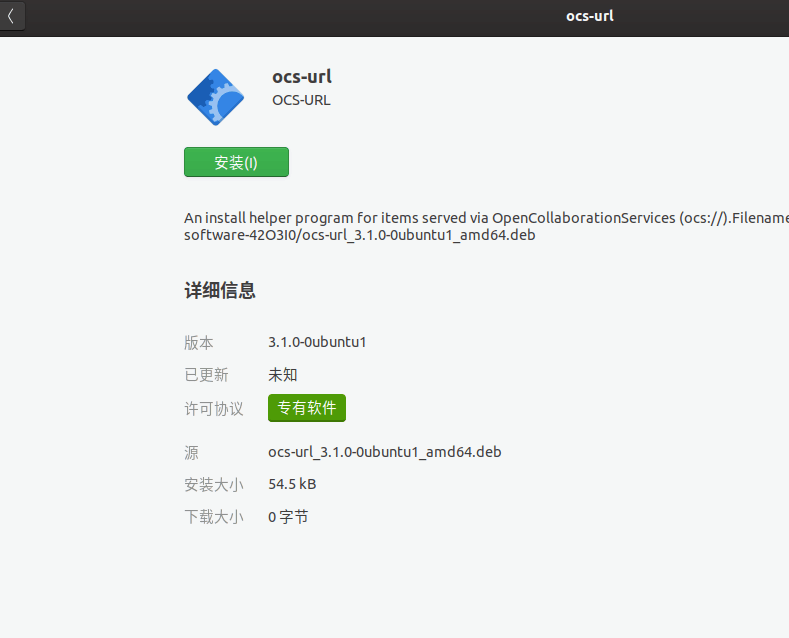 ocs-url
ocs-url
OCS-URL
安装(I)
An install helper program for items served via OpenCollaborationServices (ocs://).Filename
software-42O3I0/ocs-url_3.1.0-0ubuntu1_amd64.deb
详细信息
版本 3.1.0-0ubuntu1
已更新 未知
许可协议 专有软件
源 ocs-url_3.1.0-0ubuntu1_amd64.deb
安装大小 54.5 kB
下载大小 0 字节